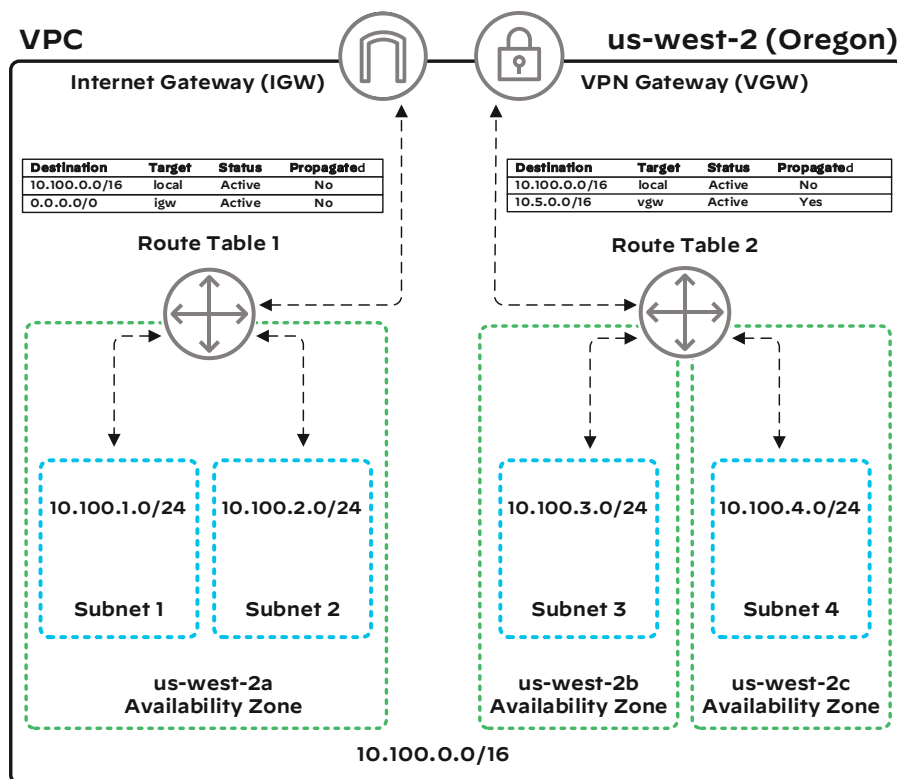 VPC
us-west-2 (Oregon)
Internet Gateway (IGW)
VPN Gateway (VGW)
Destination Target Status Propagated
10.100.0.0/16 local Active No
0.0.0.0/0 igw Active No
Destination Target Status Propagated
10.100.0.0/16 local Active No
10.5.0.0/16 vgw Active Yes
Route Table 1
Route Table 2
10.100.1.0/24
10.100.2.0/24
10.100.3.0/24
10.100.4.0/24
Subnet 1
Subnet 2
Subnet 3
Subnet 4
us-west-2a
Availability Zone
us-west-2b
Availability Zone
us-west-2c
Availability Zone
10.100.0.0/16